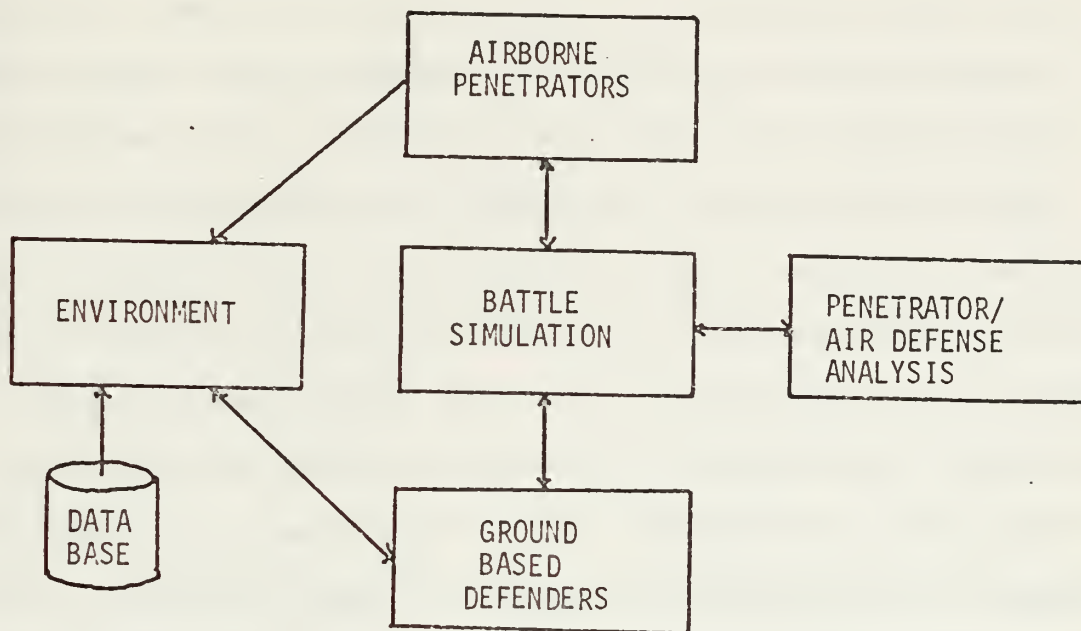 AIRBORNE
PENETRATORS
ENVIRONMENT
BATTLE
SIMULATION
PENETRATOR/
AIR DEFENSE
ANALYSIS
DATA
BASE
GROUND
BASED
DEFENDERS